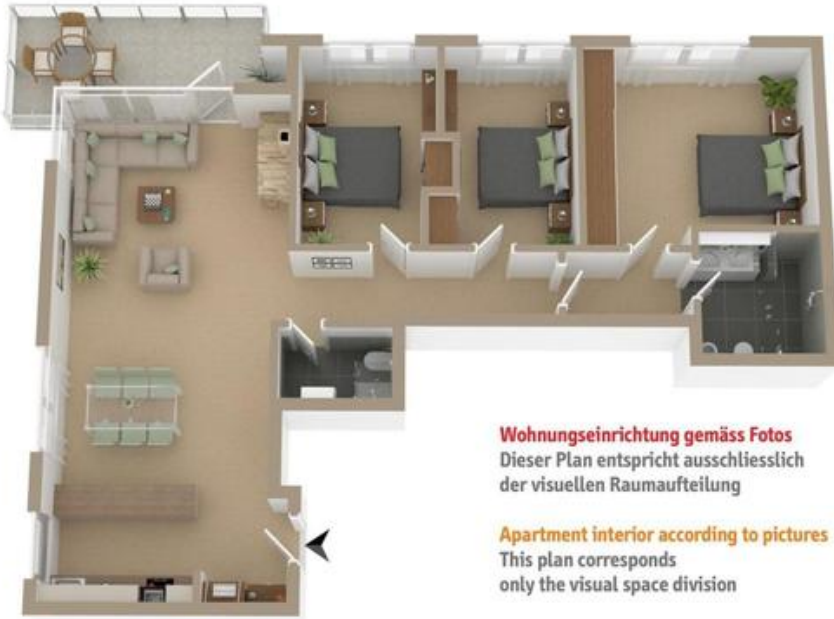 Wohnungseinrichtung gemäss Fotos
Dieser Plan entspricht ausschliesslich
der visuellen Raumaufteilung
Apartment interior according to pictures
This plan corresponds
only the visual space division